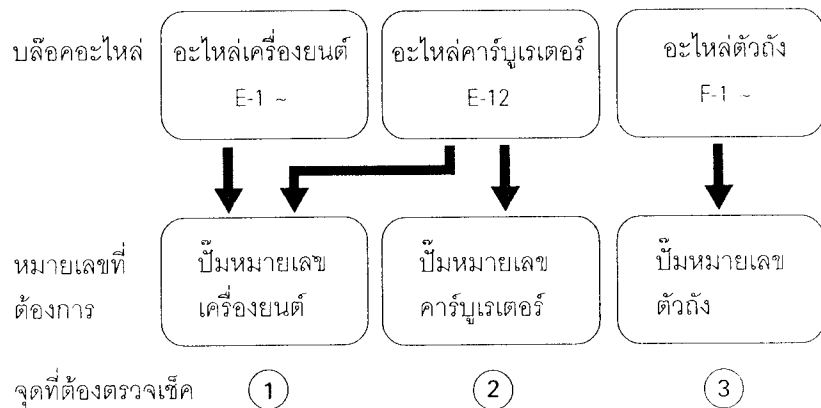 บล๊อคอะไหล่
อะไหล่เครื่องยนต์
E-1 ~
อะไหล่คาร์บูเรเตอร์
E-12
อะไหล่ตัวถัง
F-1 ~
หมายเลขที่
ต้องการ
ปั๊มหมายเลข
เครื่องยนต์
ปั๊มหมายเลข
คาร์บูเรเตอร์
ปั๊มหมายเลข
ตัวถัง
จุดที่ต้องตรวจเช็ค
1
2
3